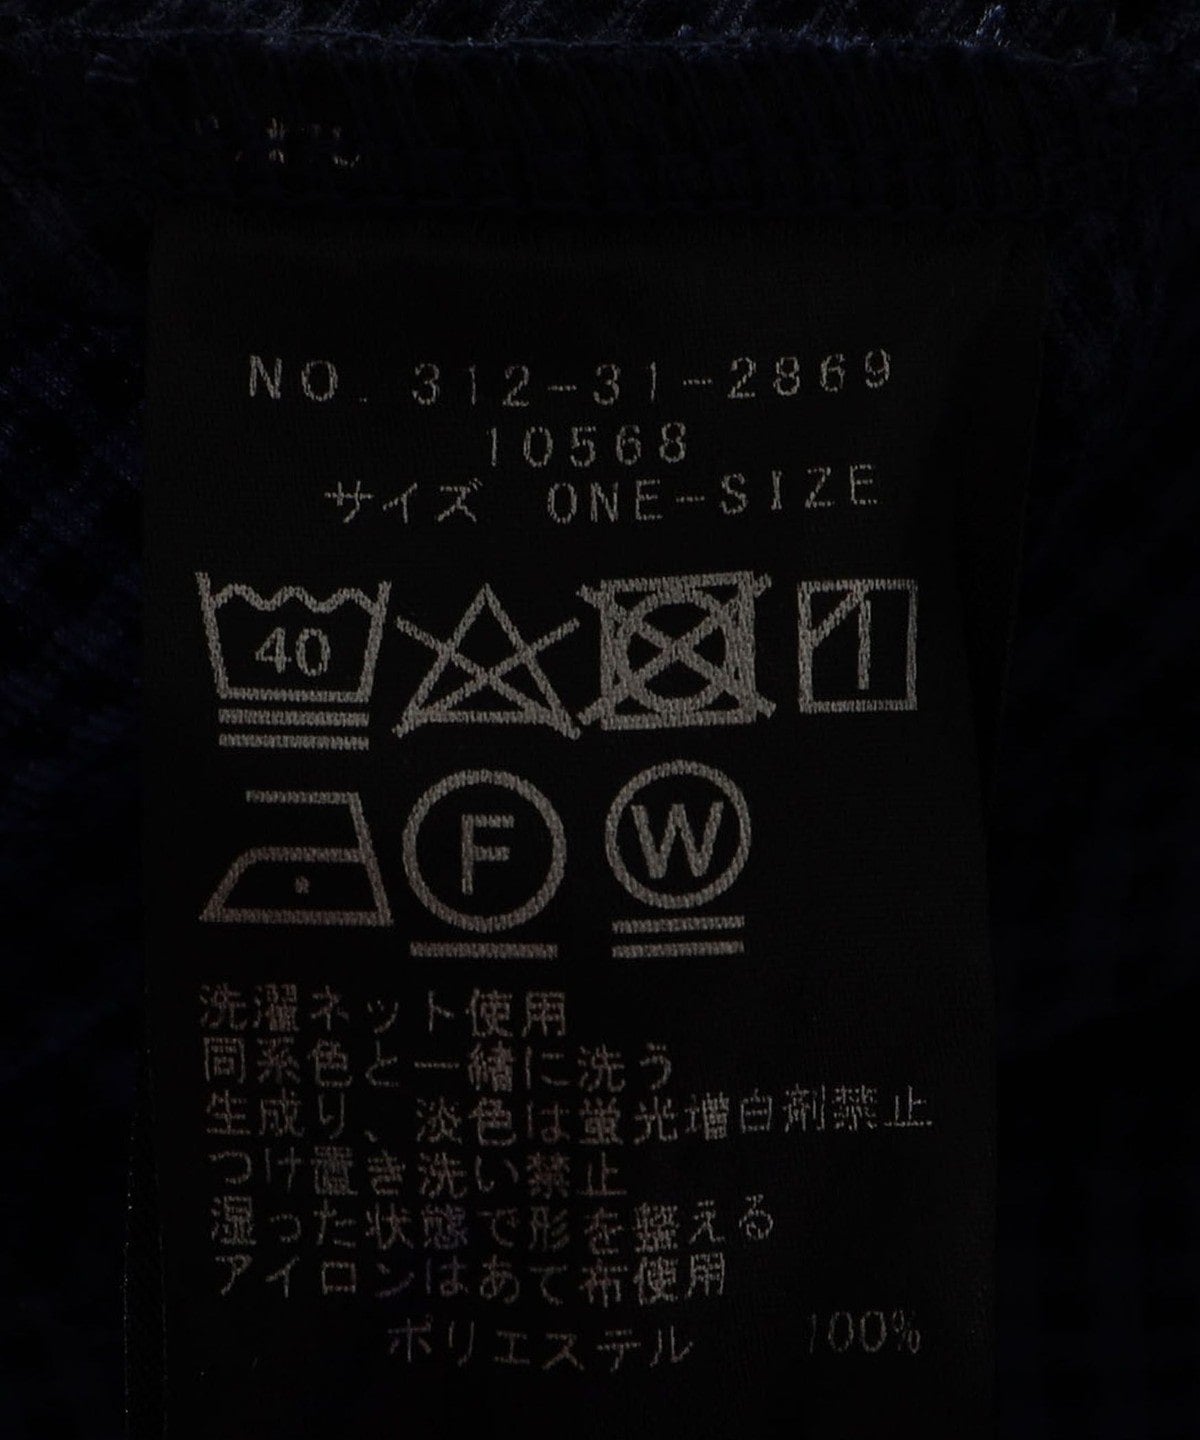 NO. 312-31-2869
10568
サイズ ONE-SIZE
40
F W
洗濯ネット使用
同系色と一緒に洗う
生成り、淡色は蛍光増白剤禁止
つけ置き洗い禁止
湿った状態で形を整える
アイロンはあて布使用
ポリエステル 100%